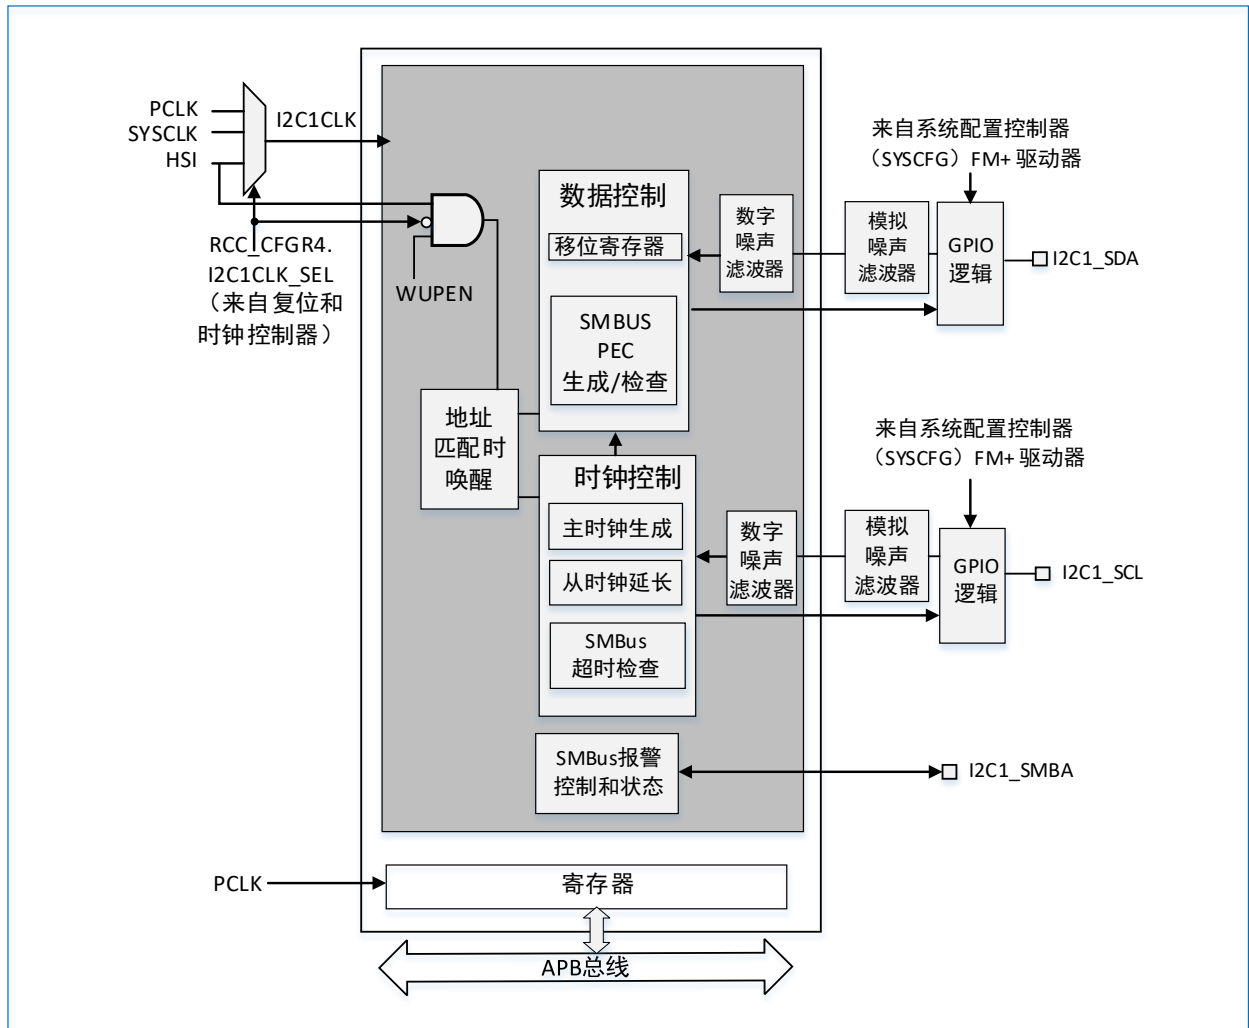 PCLK
SYSCLK
HSI
I2C1CLK
RCC_CFGR4.
I2C1CLK_SEL
（来自复位和
时钟控制器）
WUPEN
数据控制
移位寄存器
SMBUS
PEC
生成/检查
数字
噪声
滤波器
模拟
噪声
滤波器
来自系统配置控制器
（SYSCFG）FM+ 驱动器
GPIO
逻辑
I2C1_SDA
地址
匹配时
唤醒
时钟控制
主时钟生成
从时钟延长
SMBus
超时检查
数字
噪声
滤波器
模拟
噪声
滤波器
来自系统配置控制器
（SYSCFG）FM+ 驱动器
GPIO
逻辑
I2C1_SCL
SMBus报警
控制和状态
I2C1_SMBA
PCLK
寄存器
APB总线